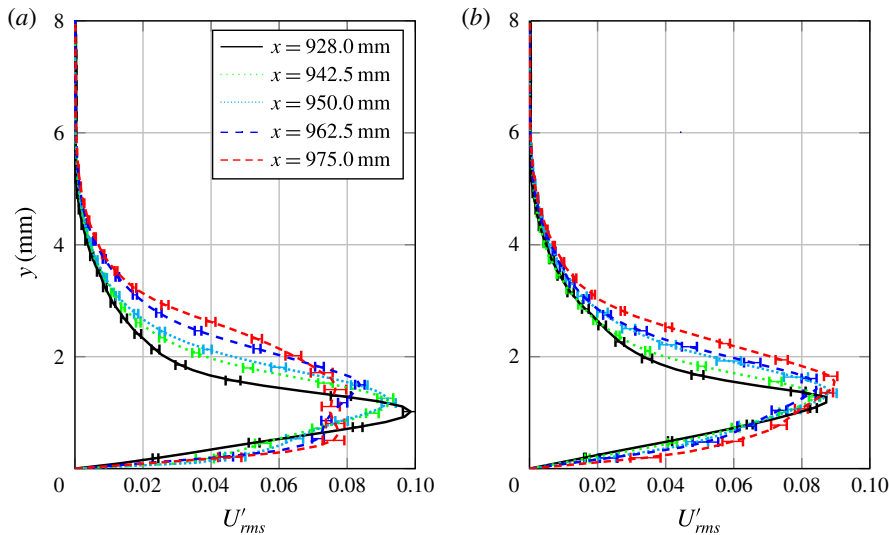 (a)
(b)
8
6
4
2
0
y (mm)
x = 928.0 mm
x = 942.5 mm
x = 950.0 mm
x = 962.5 mm
x = 975.0 mm
0.02
0.04
0.06
0.08
0.10
U′rms
8
6
4
2
0
0.02
0.04
0.06
0.08
0.10
U′rms